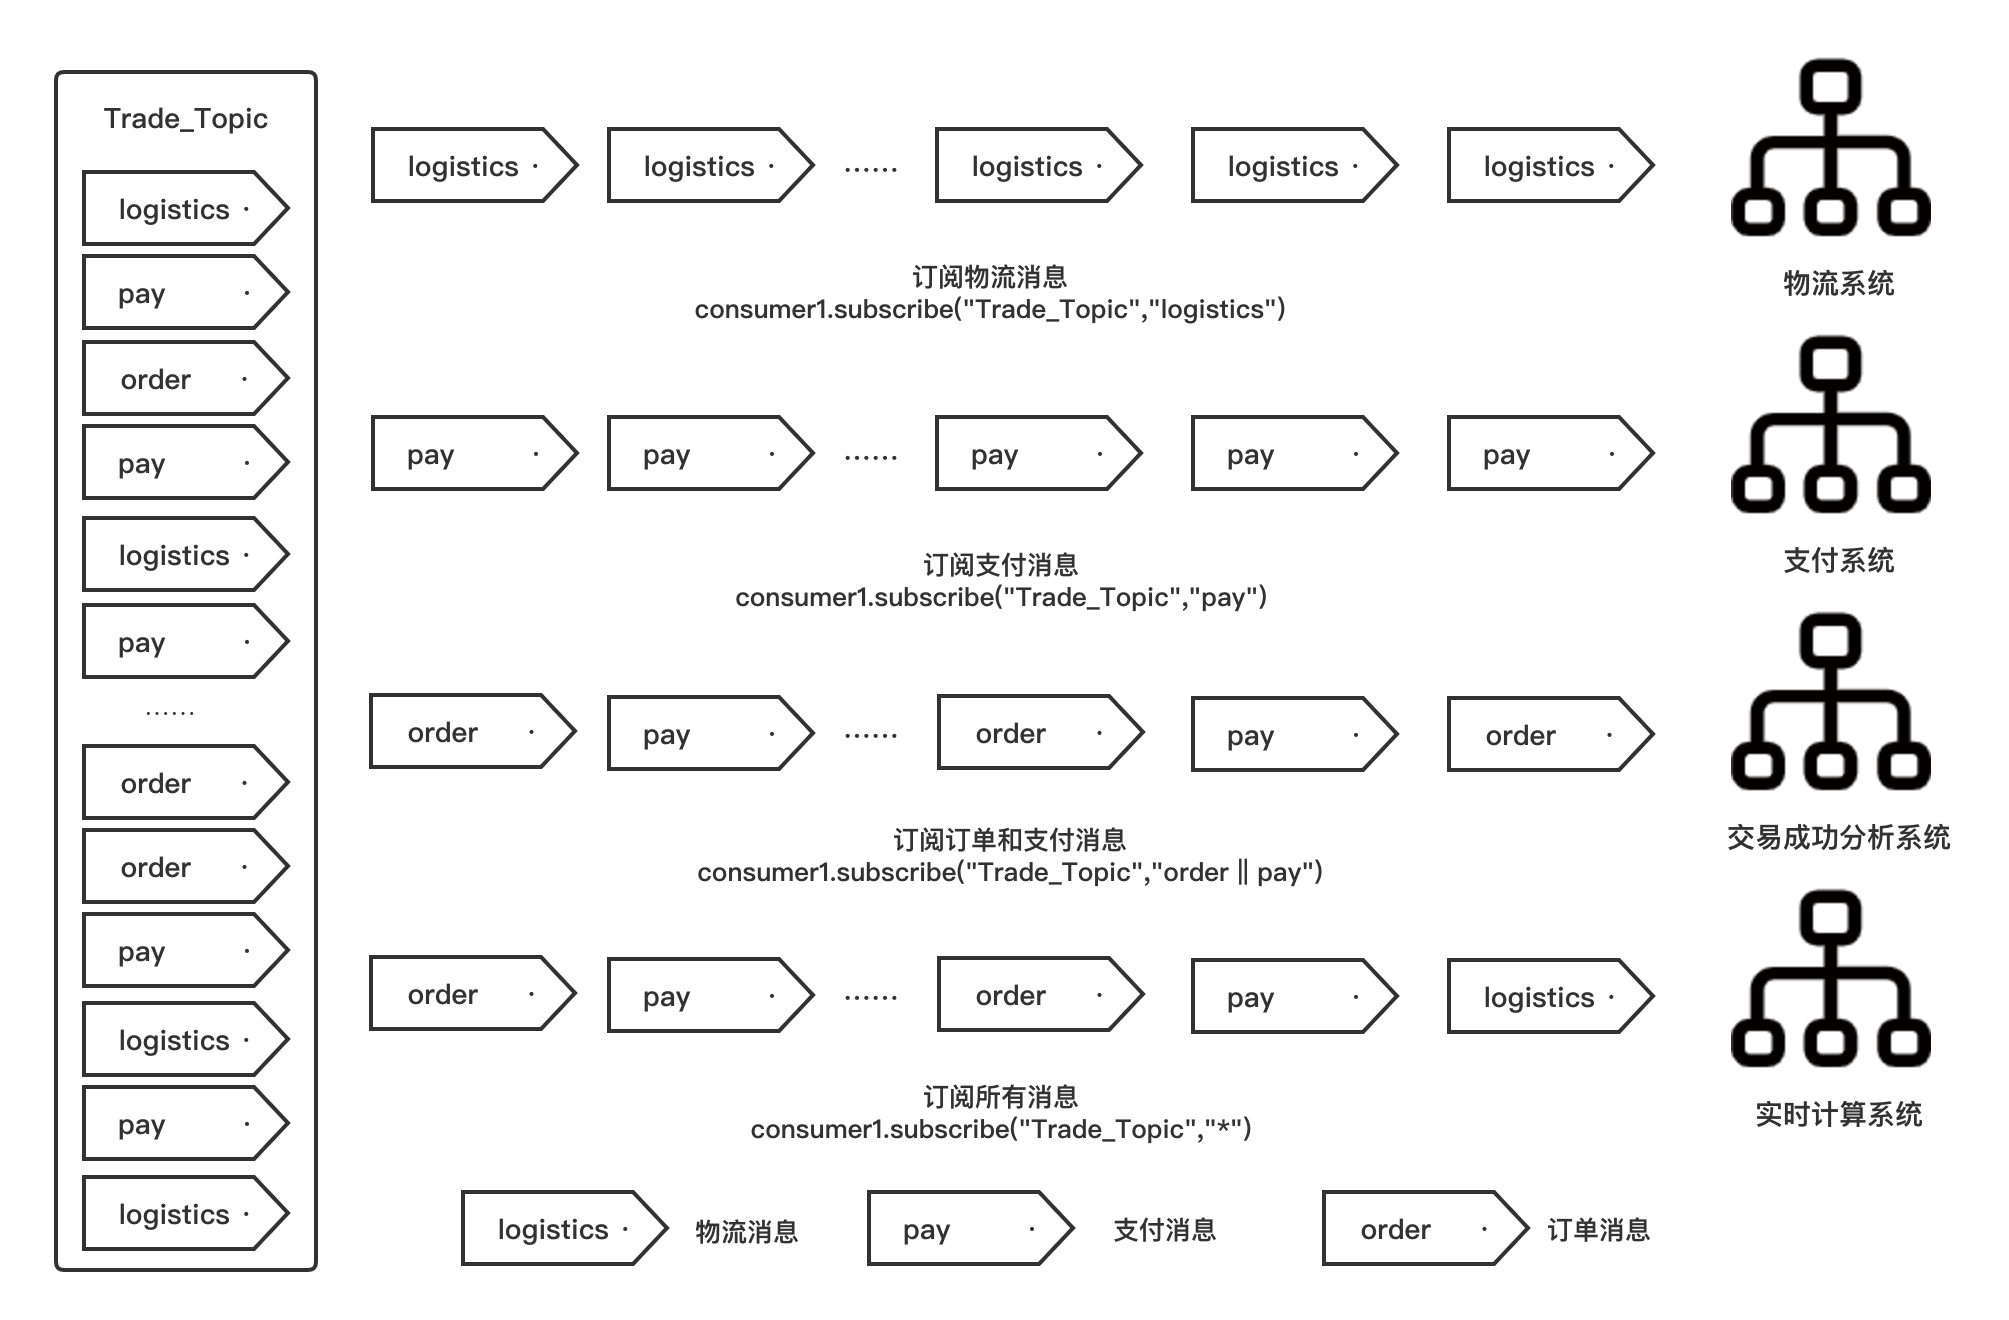 Trade_Topic
logistics ·
pay ·
order ·
pay ·
logistics ·
pay ·
......
order ·
order ·
pay ·
logistics ·
pay ·
logistics ·
logistics · logistics · ...... logistics · logistics · logistics ·
订阅物流消息
consumer1.subscribe("Trade_Topic","logistics")
物流系统
pay · pay · ...... pay · pay · pay ·
订阅支付消息
consumer1.subscribe("Trade_Topic","pay")
支付系统
order · pay · ...... order · pay · order ·
订阅订单和支付消息
consumer1.subscribe("Trade_Topic","order || pay")
交易成功分析系统
order · pay · ...... order · pay · logistics ·
订阅所有消息
consumer1.subscribe("Trade_Topic","*")
实时计算系统
logistics · 物流消息 pay · 支付消息 order · 订单消息